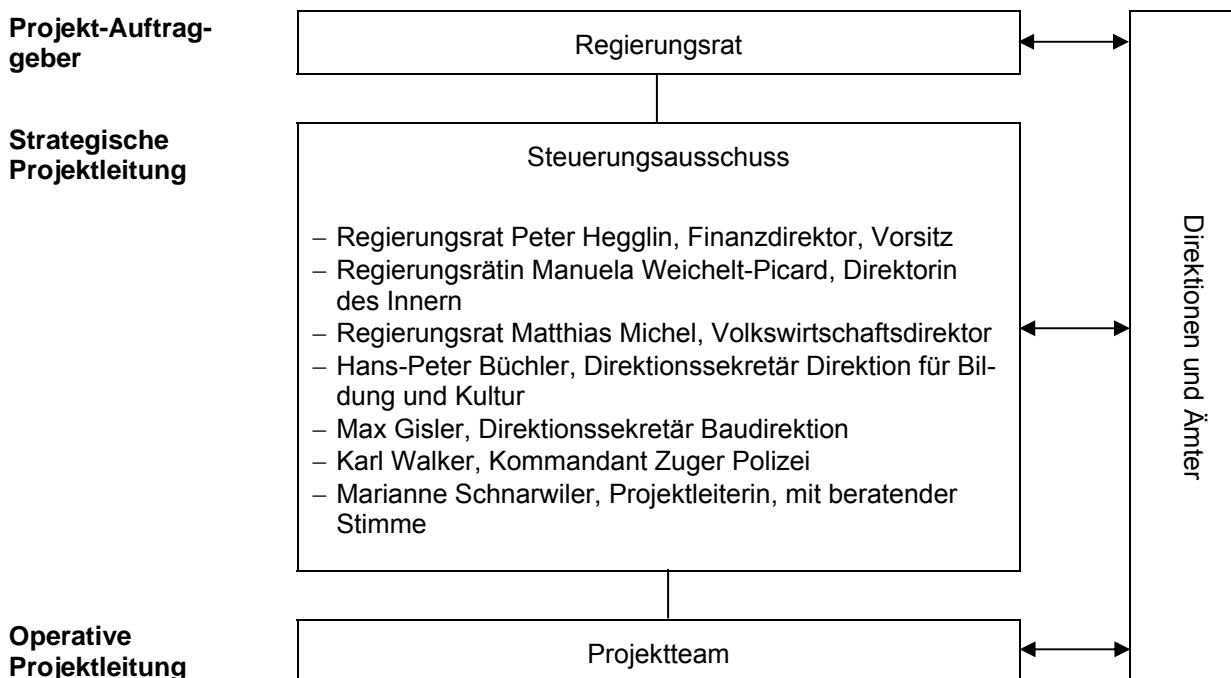 Projekt-Auftrag-
geber
Regierungsrat
Strategische
Projektleitung
Steuerungsausschuss
– Regierungsrat Peter Hegglin, Finanzdirektor, Vorsitz
– Regierungsrätin Manuela Weichelt-Picard, Direktorin
des Innern
– Regierungsrat Matthias Michel, Volkswirtschaftsdirektor
– Hans-Peter Büchler, Direktionssekretär Direktion für Bil-
dung und Kultur
– Max Gisler, Direktionssekretär Baudirektion
– Karl Walker, Kommandant Zuger Polizei
– Marianne Schnarwiler, Projektleiterin, mit beratender
Stimme
Operative
Projektleitung
Projektteam
Direktionen und Ämter